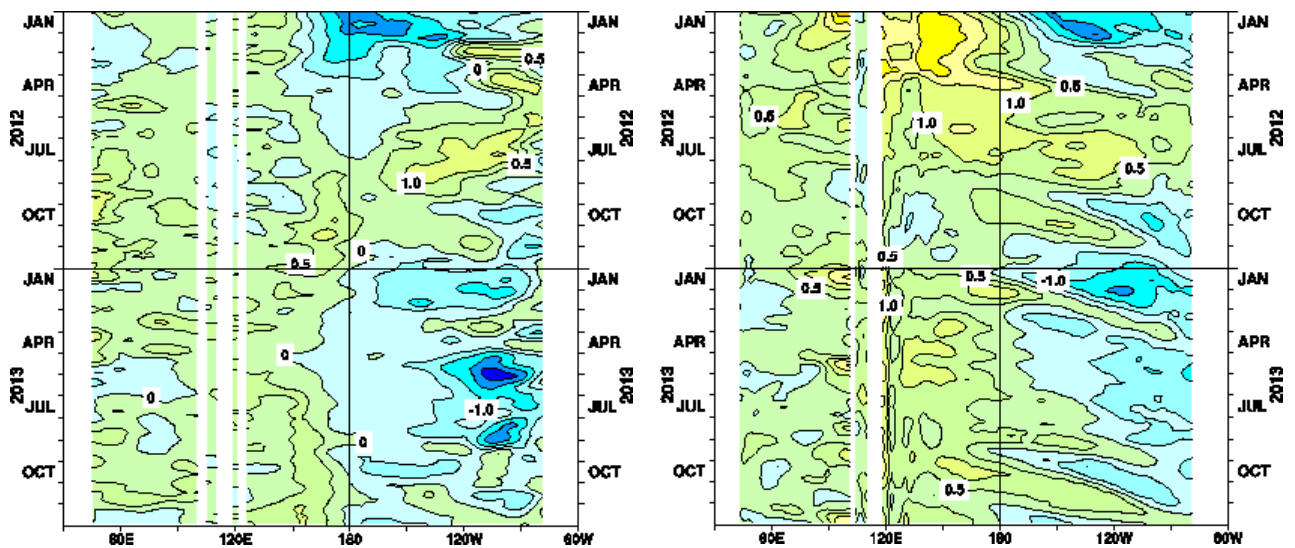 JAN JAN
0 0.5
APR APR
2012 2012
JUL 0.5 JUL
1.0
OCT OCT
0.5 0
JAN JAN
APR APR
0
2013 2013
0
JUL -1.0 JUL
0
OCT OCT
60E 120E 180 120W 60W
JAN JAN
0.5
APR APR
1.0
0.5 1.0
2012 2012
JUL JUL
0.5
OCT OCT
0.5
JAN 0.5 0.5 -1.0 JAN
1.0
APR APR
2013 2013
JUL JUL
OCT OCT
0.5
60E 120E 180 120W 60W